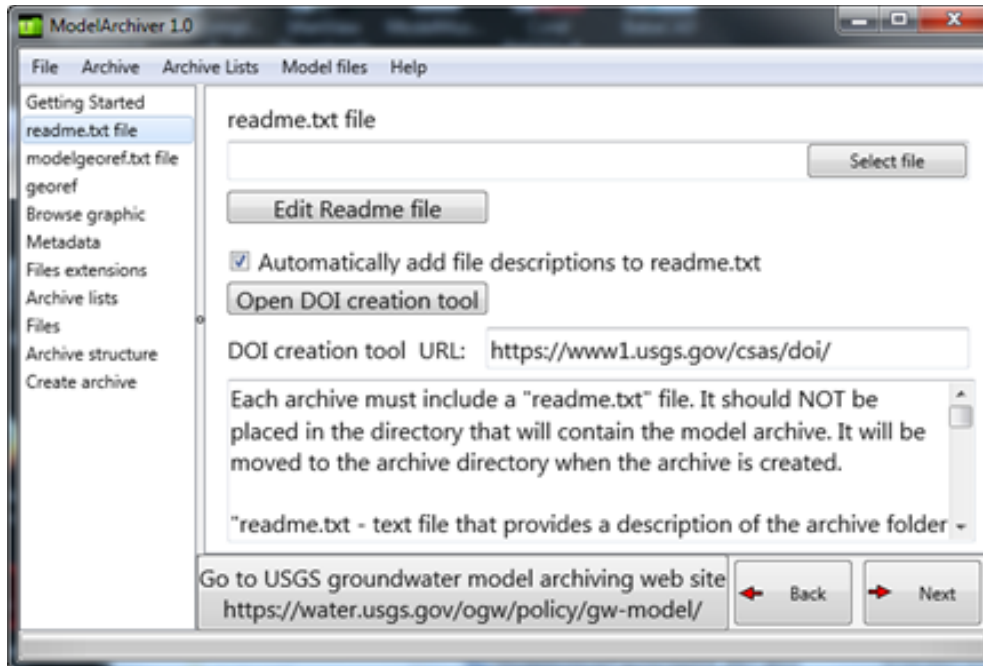 ModelArchiver 1.0
File Archive Archive Lists Model files Help
Getting Started
readme.txt file
modelgeoref.txt file
georef
Browse graphic
Metadata
Files extensions
Archive lists
Files
Archive structure
Create archive
readme.txt file
Select file
Edit Readme file
Automatically add file descriptions to readme.txt
Open DOI creation tool
DOI creation tool URL: https://www1.usgs.gov/csas/doi/
Each archive must include a "readme.txt" file. It should NOT be
placed in the directory that will contain the model archive. It will be
moved to the archive directory when the archive is created.
"readme.txt - text file that provides a description of the archive folder
Go to USGS groundwater model archiving web site
https://water.usgs.gov/ogw/policy/gw-model/
Back
Next